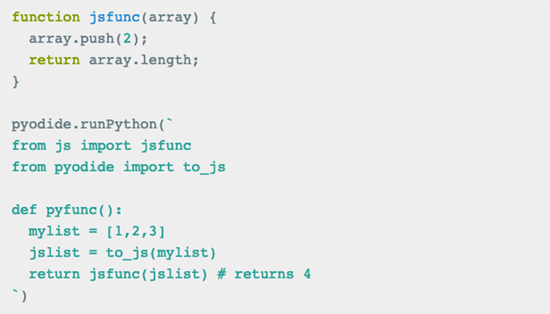 function jsfunc(array) {
  array.push(2);
  return array.length;
}

pyodide.runPython(`
from js import jsfunc
from pyodide import to_js

def pyfunc():
  mylist = [1,2,3]
  jslist = to_js(mylist)
  return jsfunc(jslist) # returns 4
`)